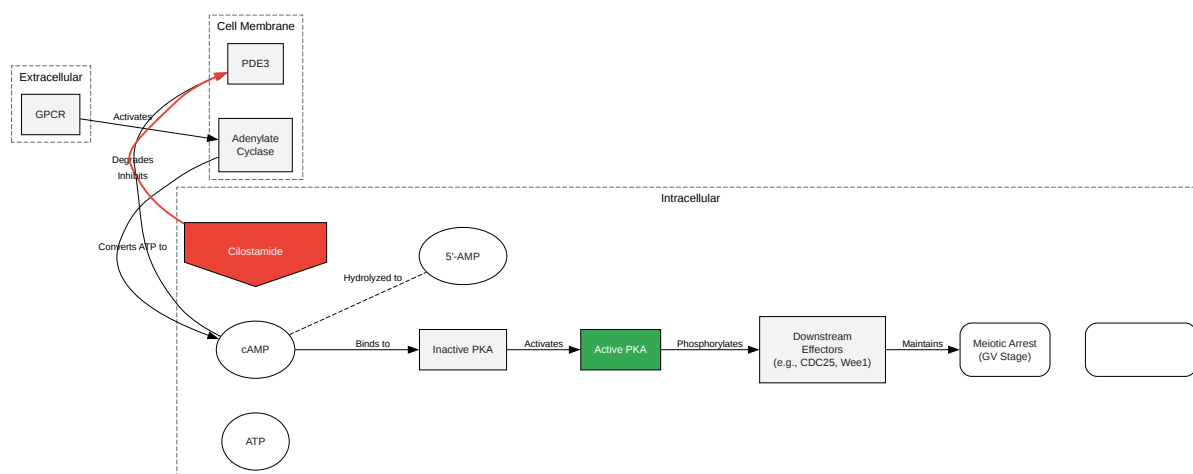 Cell Membrane
PDE3
Extracellular
GPCR
Activates
Adenylate
Cyclase
Degrades
Inhibits
Intracellular
Converts ATP to
Cilostamide
5'-AMP
Hydrolyzed to
cAMP
Binds to
Inactive PKA
Activates
Active PKA
Phosphorylates
Downstream
Effectors
(e.g., CDC25, Wee1)
Maintains
Meiotic Arrest
(GV Stage)
ATP